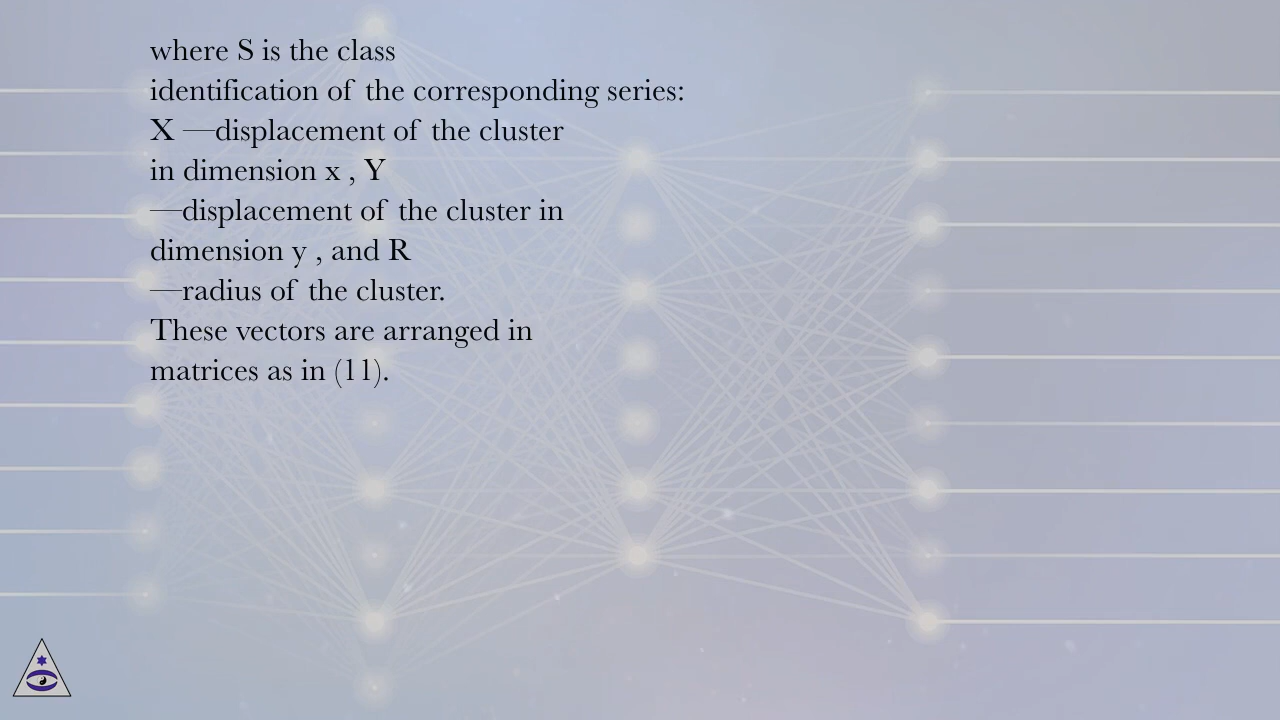 where S is the class
identification of the corresponding series:
X —displacement of the cluster
in dimension x , Y
—displacement of the cluster in
dimension y , and R
—radius of the cluster.
These vectors are arranged in
matrices as in (11).